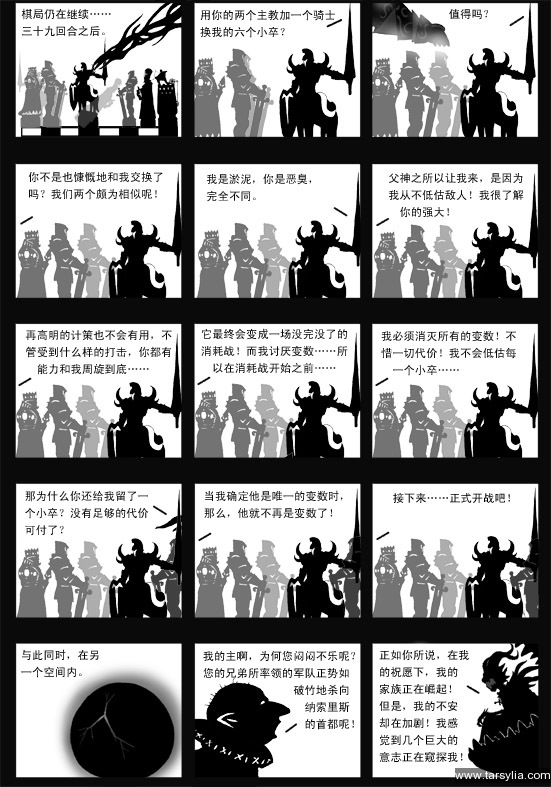 棋局仍在继续……
三十九回合之后。
用你的两个主教加一个骑士
换我的六个小卒？
值得吗？
你不是也慷慨地和我交换了
吗？我们两个颇为相似呢！
我是淤泥，你是恶臭，
完全不同。
父神之所以让我来，是因为
我从不低估敌人！我很了解
你的强大！
再高明的计策也不会有用，不
管受到什么样的打击，你都有
能力和我周旋到底……
它最终会变成一场没完没了的
消耗战！而我讨厌变数……所
以在消耗战开始之前……
我必须消灭所有的变数！不
惜一切代价！我不会低估每
一个小卒……
那为什么你还给我留了一
个小卒？没有足够的代价
可付了？
当我确定他是唯一的变数时，
那么，他就不再是变数了！
接下来……正式开战吧！
与此同时，在另
一个空间内。
我的主啊，为何您闷闷不乐呢？
您的兄弟所率领的军队正势如
破竹地杀向
纳索里斯
的首都呢！
正如你所说，在我
的祝愿下，我的
家族正在崛起！
但是，我的不安
却在加剧！我感
觉到几个巨大的
意志正在窥探我！
www.tarsylia.com